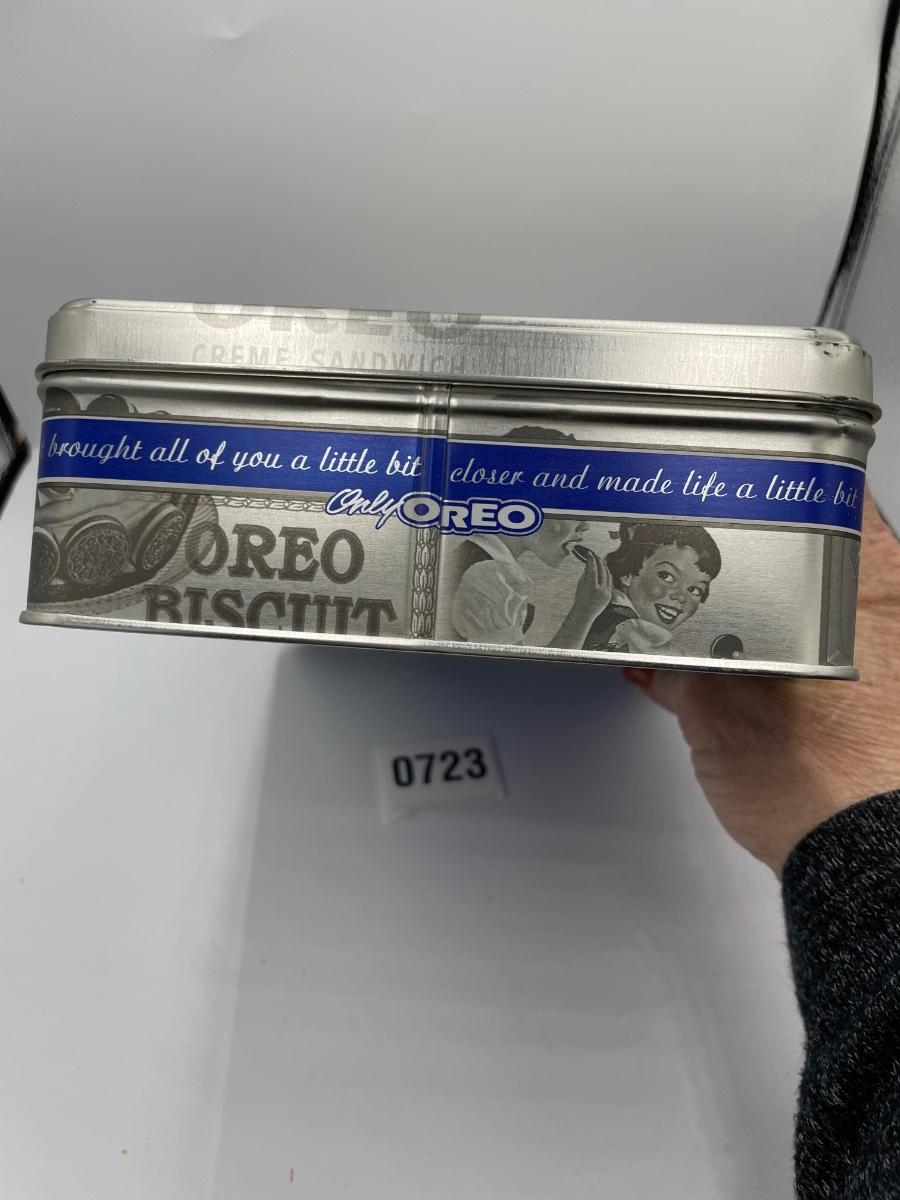 OREO
CREME SANDWICH
brought all of you a little bit closer and made life a little bit
Only OREO
OREO
BISCUIT
0723